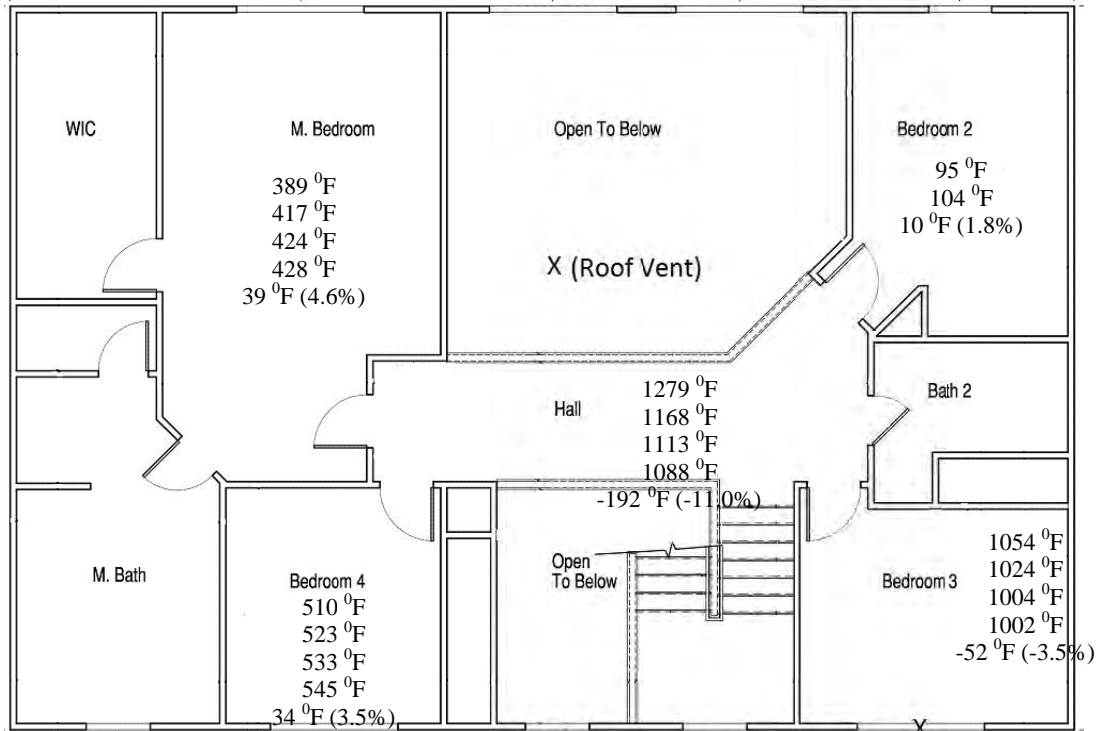 WIC
M. Bedroom
389 ⁰F
417 ⁰F
424 ⁰F
428 ⁰F
39 ⁰F (4.6%)
Open To Below
X (Roof Vent)
Bedroom 2
95 ⁰F
104 ⁰F
10 ⁰F (1.8%)
Hall
1279 ⁰F
1168 ⁰F
1113 ⁰F
1088 ⁰F
-192 ⁰F (-11.0%)
Bath 2
M. Bath
Bedroom 4
510 ⁰F
523 ⁰F
533 ⁰F
545 ⁰F
34 ⁰F (3.5%)
Open
To Below
Bedroom 3
1054 ⁰F
1024 ⁰F
1004 ⁰F
1002 ⁰F
-52 ⁰F (-3.5%)
X